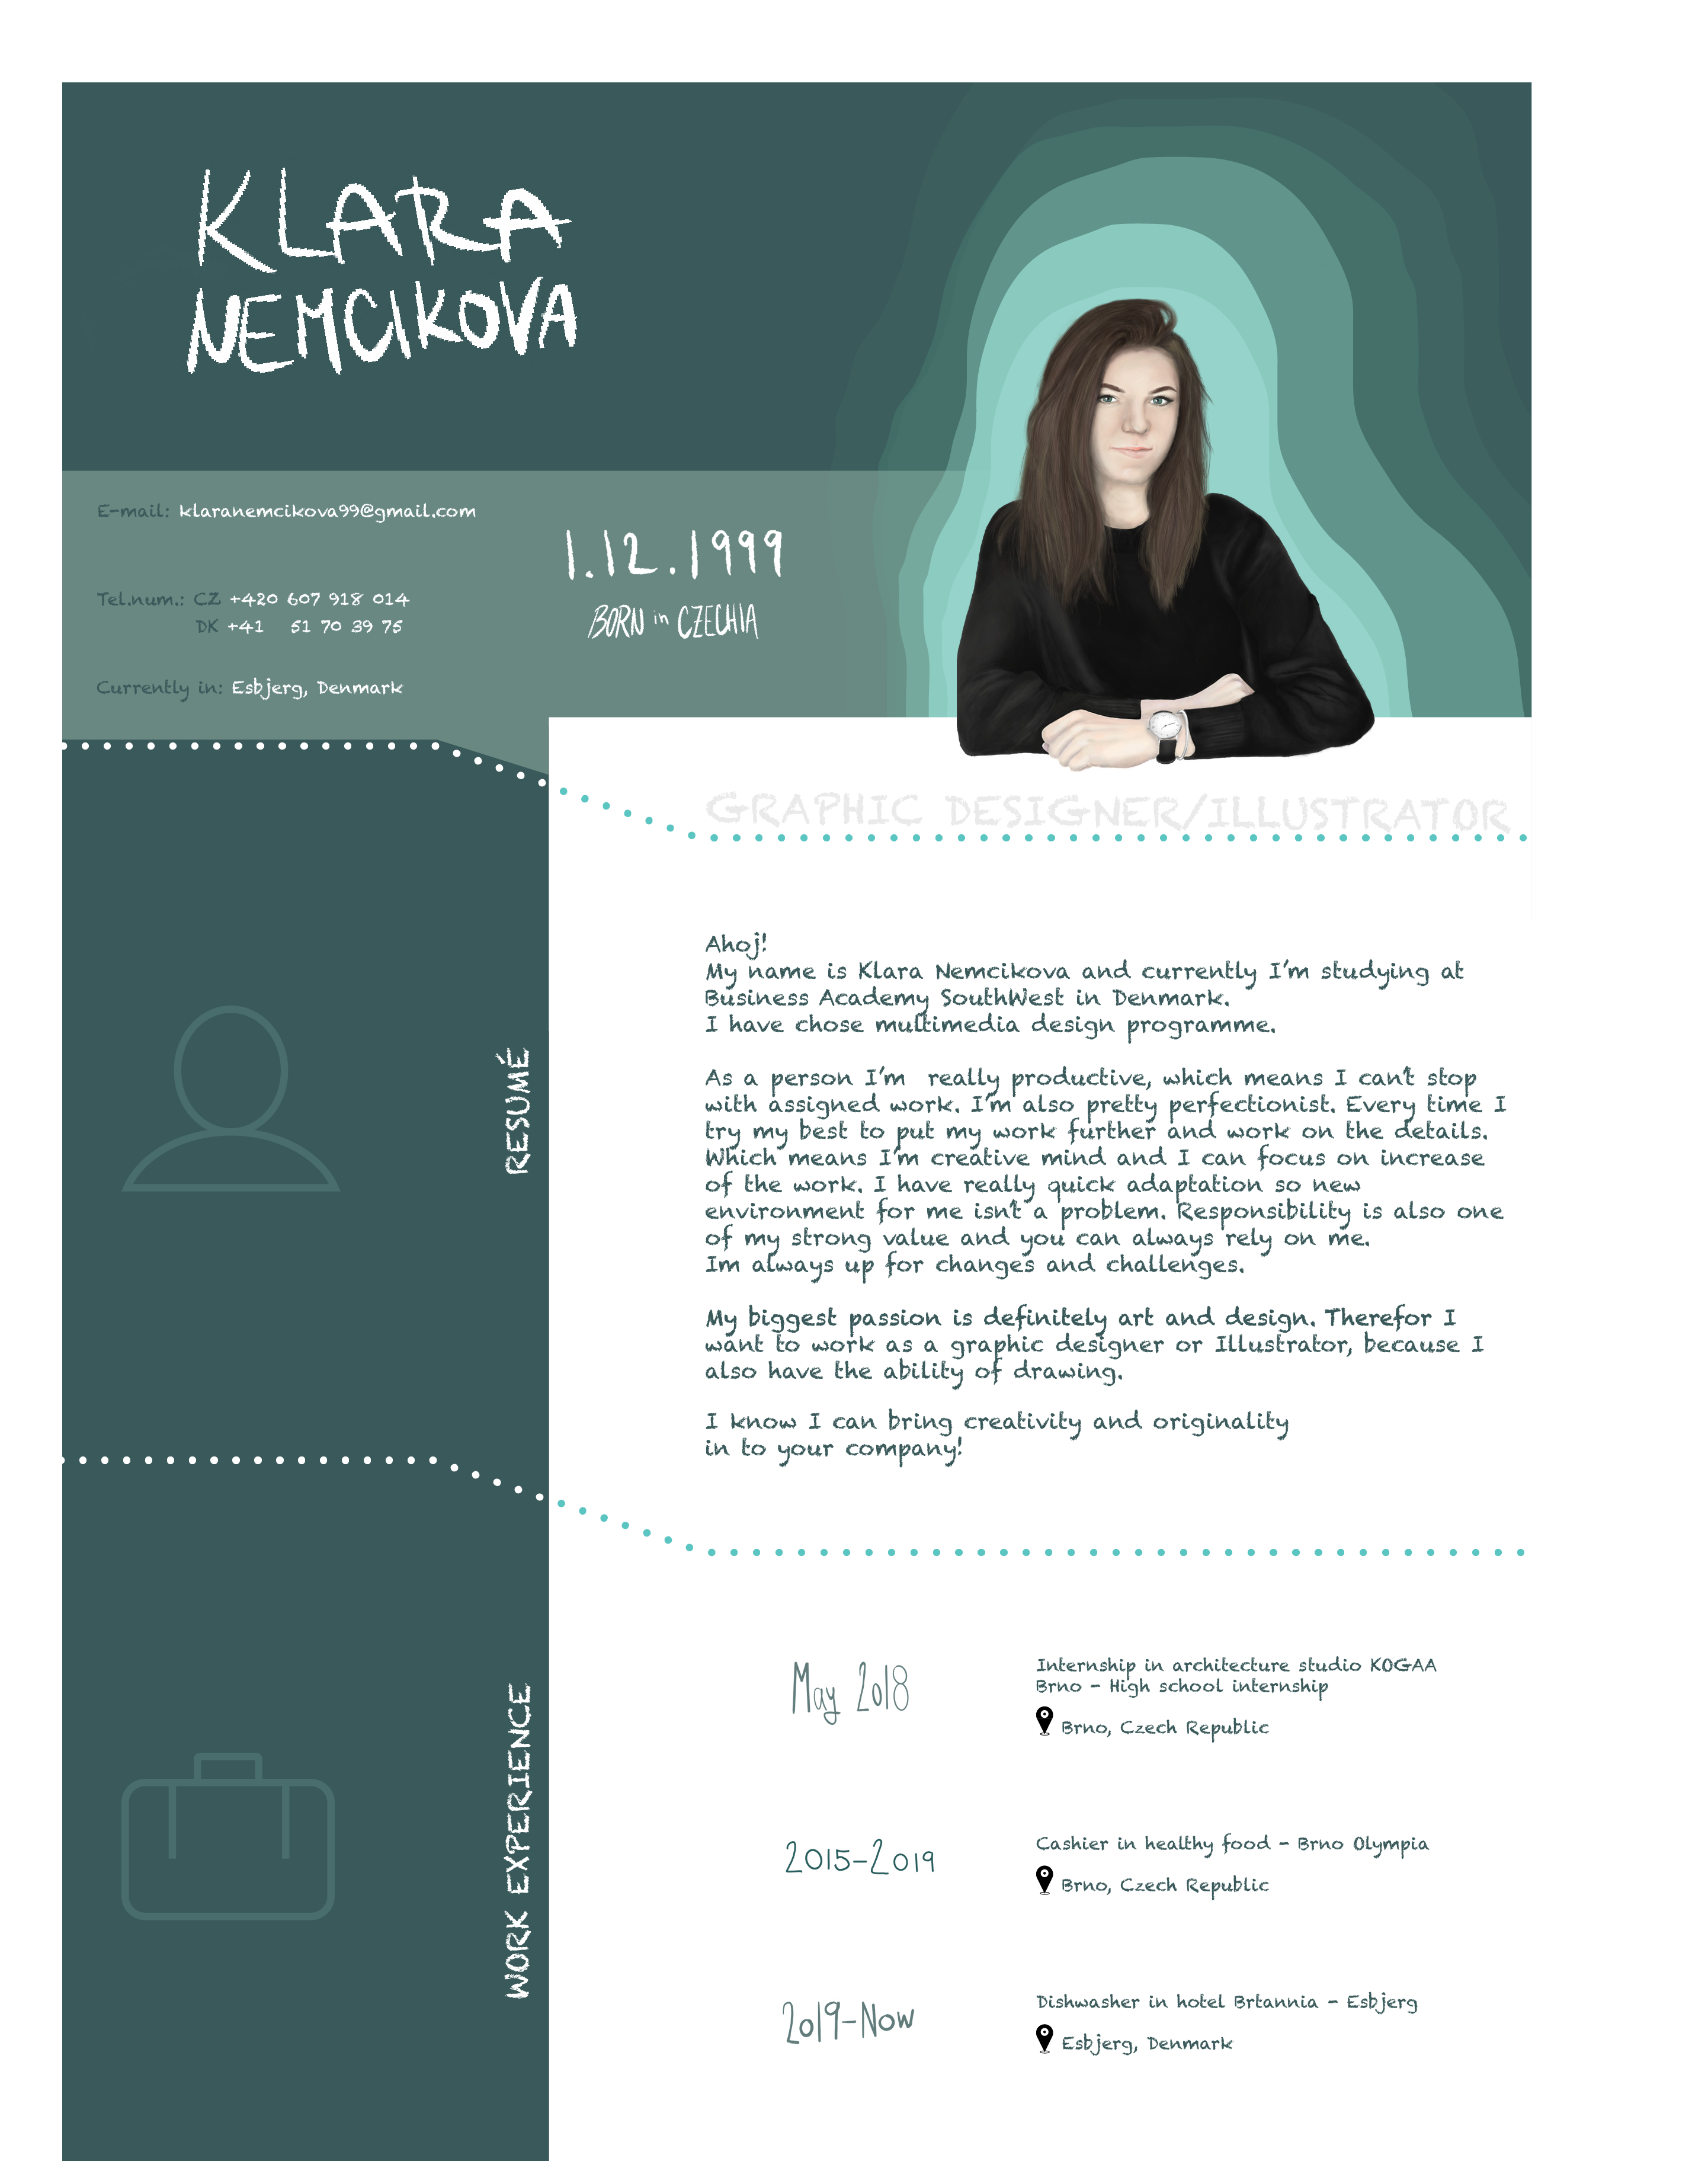 KLARA
NEMCIKOVA
E-mail: klaranemcikova99@gmail.com
Tel.num.: CZ +420 607 918 014
DK +41 51 70 39 75
Currently in: Esbjerg, Denmark
1.12.1999
BORN in CZECHIA
GRAPHIC DESIGNER/ILLUSTRATOR
RESUMÉ
Ahoj!
My name is Klara Nemcikova and currently I'm studying at
Business Academy SouthWest in Denmark.
I have chose multimedia design programme.
As a person I'm really productive, which means I can't stop
with assigned work. I'm also pretty perfectionist. Every time I
try my best to put my work further and work on the details.
Which means I'm creative mind and I can focus on increase
of the work. I have really quick adaptation so new
environment for me isn't a problem. Responsibility is also one
of my strong value and you can always rely on me.
Im always up for changes and challenges.
My biggest passion is definitely art and design. Therefor I
want to work as a graphic designer or Illustrator, because I
also have the ability of drawing.
I know I can bring creativity and originality
in to your company!
WORK EXPERIENCE
May 2018
Internship in architecture studio KOGAA
Brno - High school internship
Brno, Czech Republic
2015-2019
Cashier in healthy food - Brno Olympia
Brno, Czech Republic
2019-Now
Dishwasher in hotel Brtannia - Esbjerg
Esbjerg, Denmark